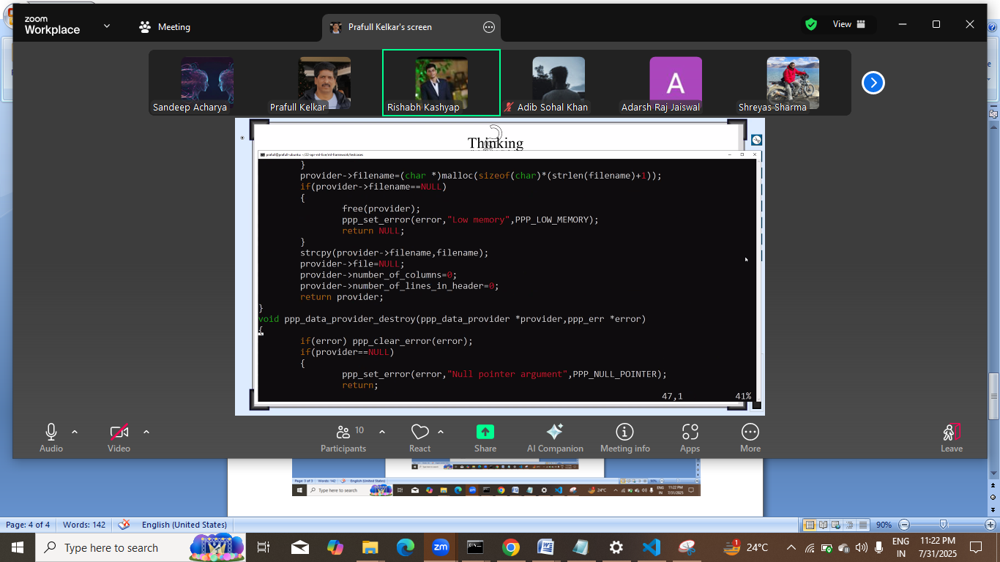 zoom
Workplace
Meeting
Prafull Kelkar's screen
View
Sandeep Acharya
Prafull Kelkar
Rishabh Kashyap
Adib Sohal Khan
A
Adarsh Raj Jaiswal
Shreyas Sharma
Thinking
}
provider->filename=(char *)malloc(sizeof(char)*(strlen(filename)+1));
if(provider->filename==NULL)
{
free(provider);
ppp_set_error(error,"Low memory",PPP_LOW_MEMORY);
return NULL;
}
strcpy(provider->filename,filename);
provider->file=NULL;
provider->number_of_columns=0;
provider->number_of_lines_in_header=0;
return provider;
}
void ppp_data_provider_destroy(ppp_data_provider *provider,ppp_err *error)
{
if(error) ppp_clear_error(error);
if(provider==NULL)
{
ppp_set_error(error,"Null pointer argument",PPP_NULL_POINTER);
return;
47,1 41%
Audio
Video
Participants
10
React
Share
AI Companion
Meeting info
Apps
More
Leave
Page: 3 of 3 Words: 142 English (United States)
Type here to search
24°C
ENG
IN
11:22 PM
7/31/2025
Page: 4 of 4
Words: 142
English (United States)
90%
Type here to search
zm
24°C
ENG
IN
11:22 PM
7/31/2025